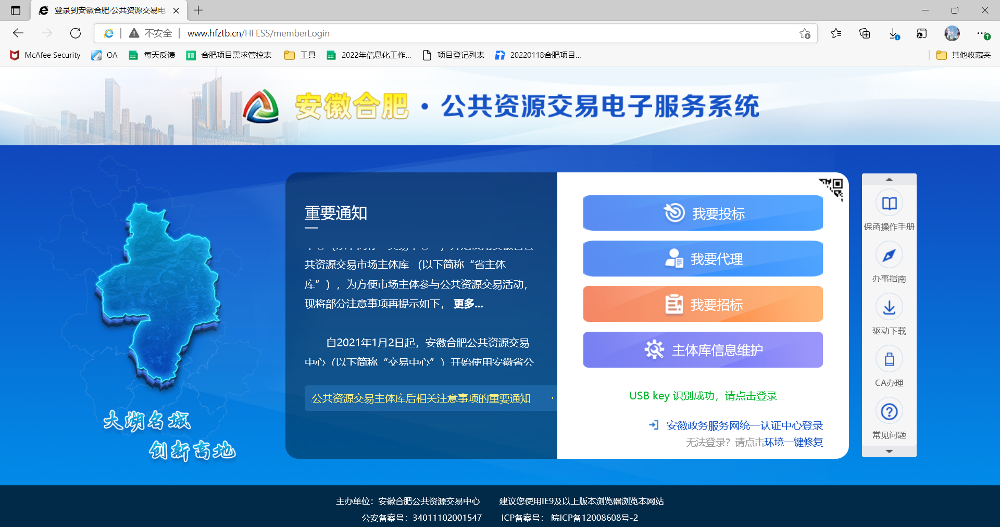 登录到安徽合肥·公共资源交易电
不安全
www.hfztb.cn/HFESS/memberLogin
McAfee Security
OA
每天反馈
合肥项目需求管控表
工具
2022年信息化工作...
项目登记列表
20220118合肥项目...
其他收藏夹
安徽合肥·公共资源交易电子服务系统
重要通知
共资源交易市场主体库 （以下简称“省主体
库”），为方便市场主体参与公共资源交易活动，
现将部分注意事项再提示如下， 更多...
自2021年1月2日起，安徽合肥公共资源交易
中心（以下简称“交易中心”）开始使用安徽省公
公共资源交易主体库后相关注意事项的重要通知
大湖名城
创新高地
我要投标
我要代理
我要招标
主体库信息维护
USB key 识别成功，请点击登录
安徽政务服务网统一认证中心登录
无法登录？请点击环境一键修复
保函操作手册
办事指南
驱动下载
CA办理
常见问题
主办单位：安徽合肥公共资源交易中心 建议您使用IE9及以上版本浏览器浏览本网站
公安备案号：34011102001547 ICP备案号： 皖ICP备12008608号-2